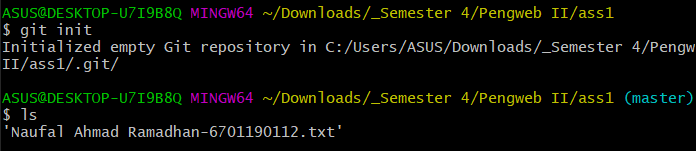 ASUS@DESKTOP-U7I9B8Q MINGW64 ~/Downloads/_Semester 4/Pengweb II/ass1
$ git init
Initialized empty Git repository in C:/Users/ASUS/Downloads/_Semester 4/Pengw
II/ass1/.git/
ASUS@DESKTOP-U7I9B8Q MINGW64 ~/Downloads/_Semester 4/Pengweb II/ass1 (master)
$ ls
'Naufal Ahmad Ramadhan-6701190112.txt'